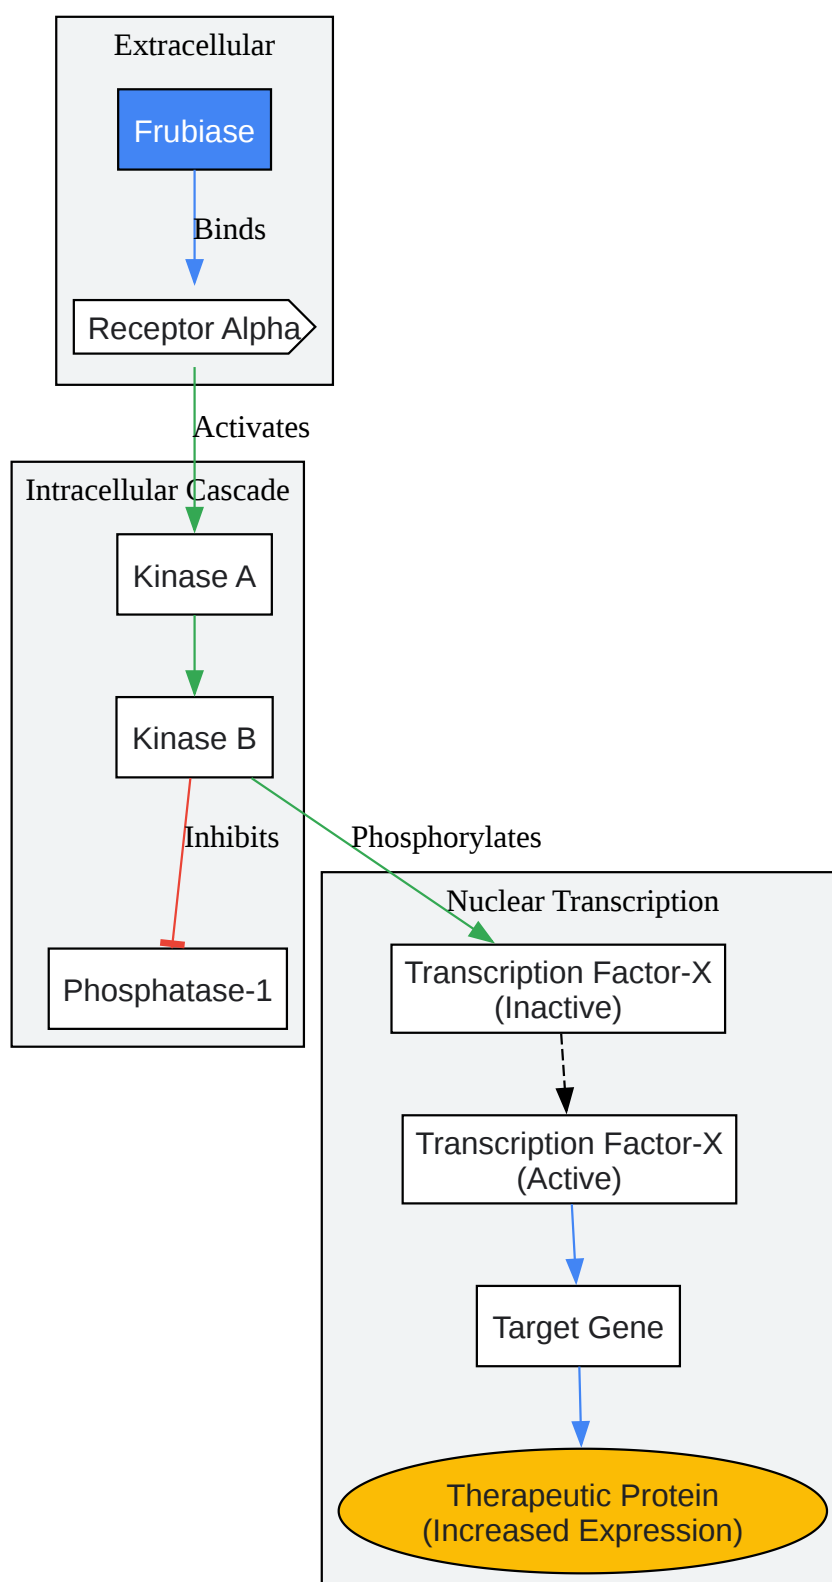 Extracellular
Frubiase
Binds
Receptor Alpha
Activates
Intracellular Cascade
Kinase A
Kinase B
Inhibits
Phosphorylates
Phosphatase-1
Nuclear Transcription
Transcription Factor-X
(Inactive)
Transcription Factor-X
(Active)
Target Gene
Therapeutic Protein
(Increased Expression)